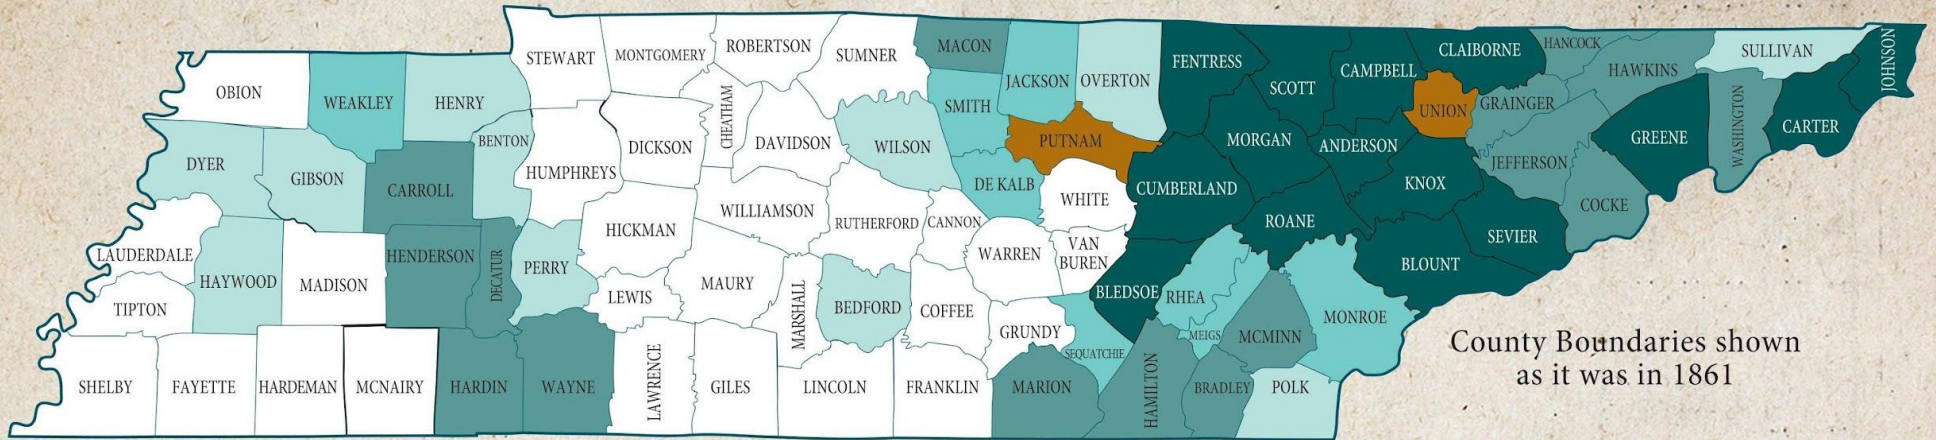 STEWART
MONTGOMERY
ROBERTSON
SUMNER
MACON
FENTRESS
CLAIBORNE
HANCOCK
SULLIVAN
JOHNSON
OBION
WEAKLEY
HENRY
JACKSON
OVERTON
SCOTT
CAMPBELL
HAWKINS
SMITH
UNION
GRAINGER
CHEATHAM
DICKSON
DAVIDSON
WILSON
PUTNAM
MORGAN
ANDERSON
GREENE
WASHINGTON
CARTER
BENTON
DYER
GIBSON
CARROLL
HUMPHREYS
DE KALB
WHITE
CUMBERLAND
KNOX
JEFFERSON
COCKE
HICKMAN
WILLIAMSON
RUTHERFORD
CANNON
ROANE
SEVIER
LAUDERDALE
HAYWOOD
MADISON
HENDERSON
DECATUR
PERRY
WARREN
VAN
BUREN
BLOUNT
TIPTON
LEWIS
MAURY
MARSHALL
BEDFORD
COFFEE
BLEDSOE
RHEA
MONROE
GRUNDY
SEQUATCHIE
MEIGS
MCMINN
SHELBY
FAYETTE
HARDEMAN
MCNAIRY
HARDIN
WAYNE
LAWRENCE
GILES
LINCOLN
FRANKLIN
MARION
HAMILTON
BRADLEY
POLK
County Boundaries shown
as it was in 1861